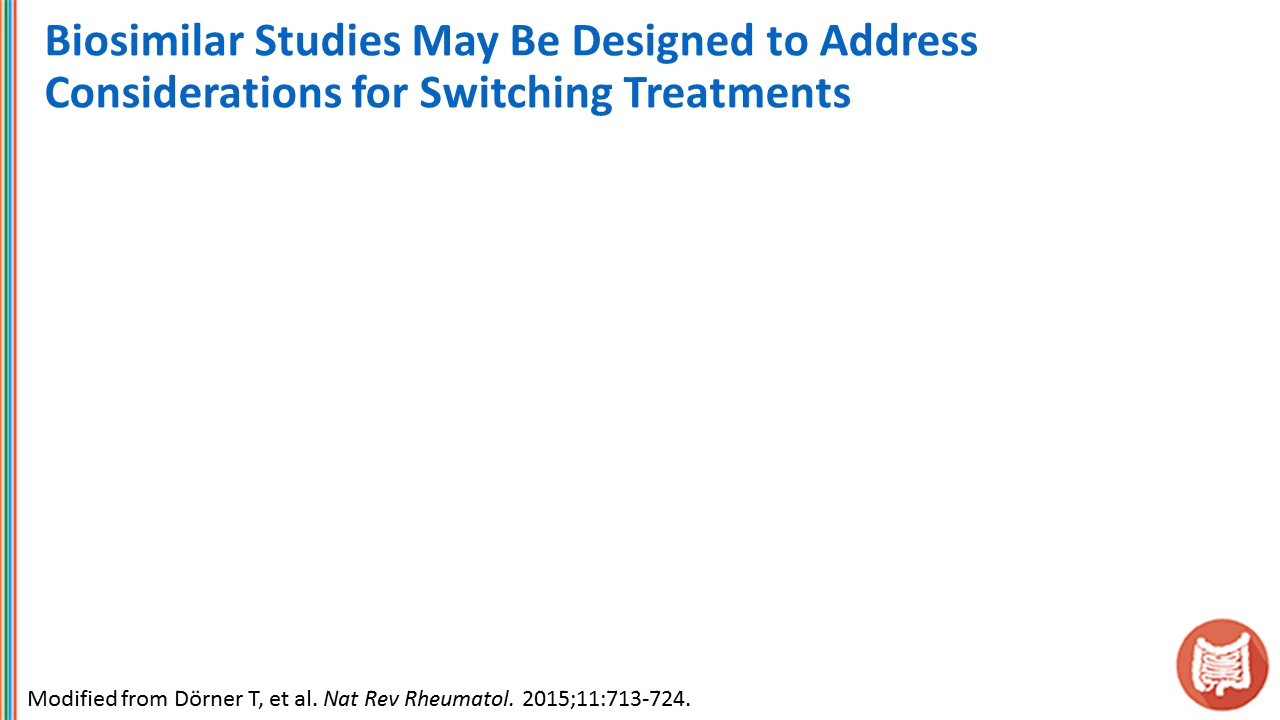 Biosimilar Studies May Be Designed to Address
Considerations for Switching Treatments
Modified from Dörner T, et al. Nat Rev Rheumatol. 2015;11:713-724.